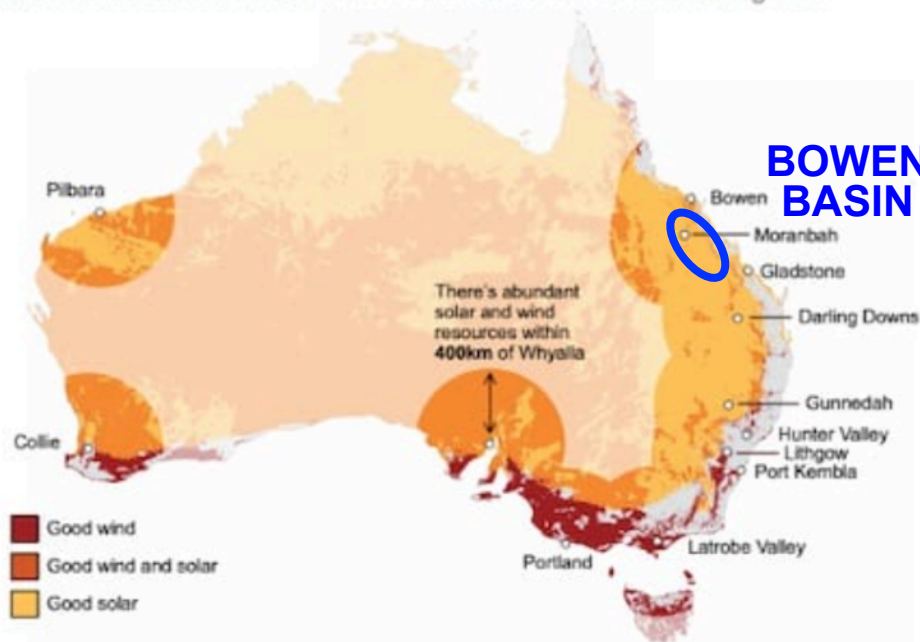 BOWEN
BASIN
Pilbara
Bowen
Moranbah
Gladstone
There's abundant
solar and wind
resources within
400km of Whyalla
Darling Downs
Gunnedah
Collie
Hunter Valley
Lithgow
Port Kembla
Good wind
Good wind and solar
Good solar
Latrobe Valley
Portland